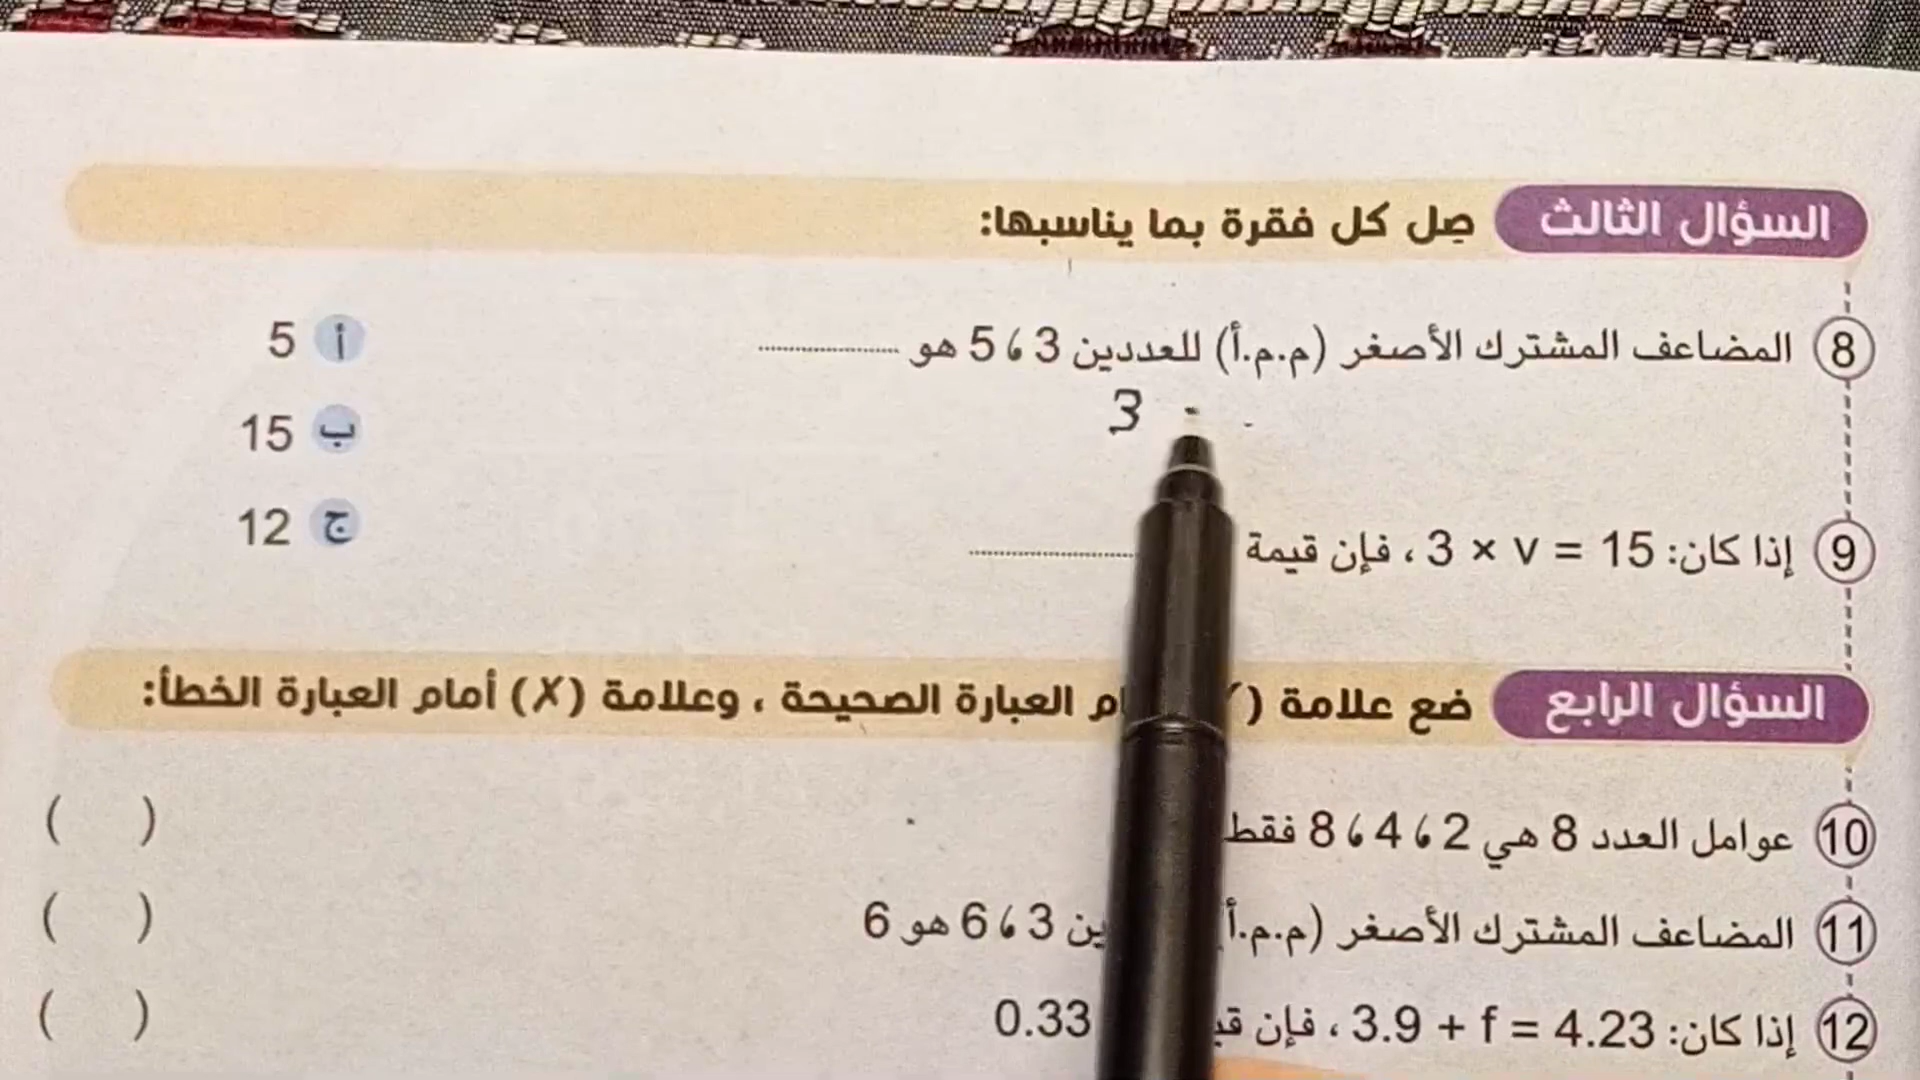 السؤال الثالث صِل كل فقرة بما يناسبها:
8 المضاعف المشترك الأصغر (م.م.أ) للعددين 3 ، 5 هو ............
أ 5
3
ب 15
ج 12
9 إذا كان: 3 × v = 15 ، فإن قيمة ............
السؤال الرابع ضع علامة ( العبارة الصحيحة ، وعلامة (X) أمام العبارة الخطأ:
10 عوامل العدد 8 هي 2 ، 4 ، 8 فقط ( )
11 المضاعف المشترك الأصغر (م.م.أ) 3 ، 6 هو 6 ( )
12 إذا كان: 3.9 + f = 4.23 ، فإن 0.33 ( )